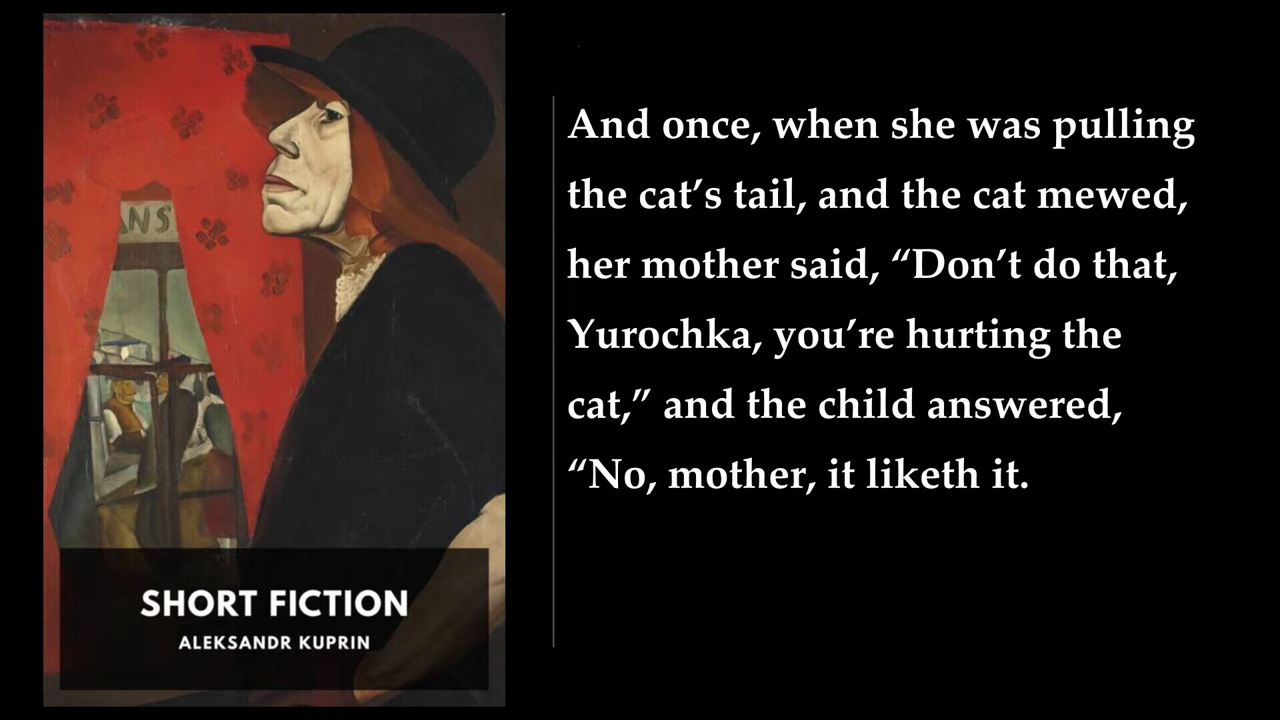 ANS
SHORT FICTION
ALEKSANDR KUPRIN
And once, when she was pulling
the cat’s tail, and the cat mewed,
her mother said, “Don’t do that,
Yurochka, you’re hurting the
cat,” and the child answered,
“No, mother, it liketh it.